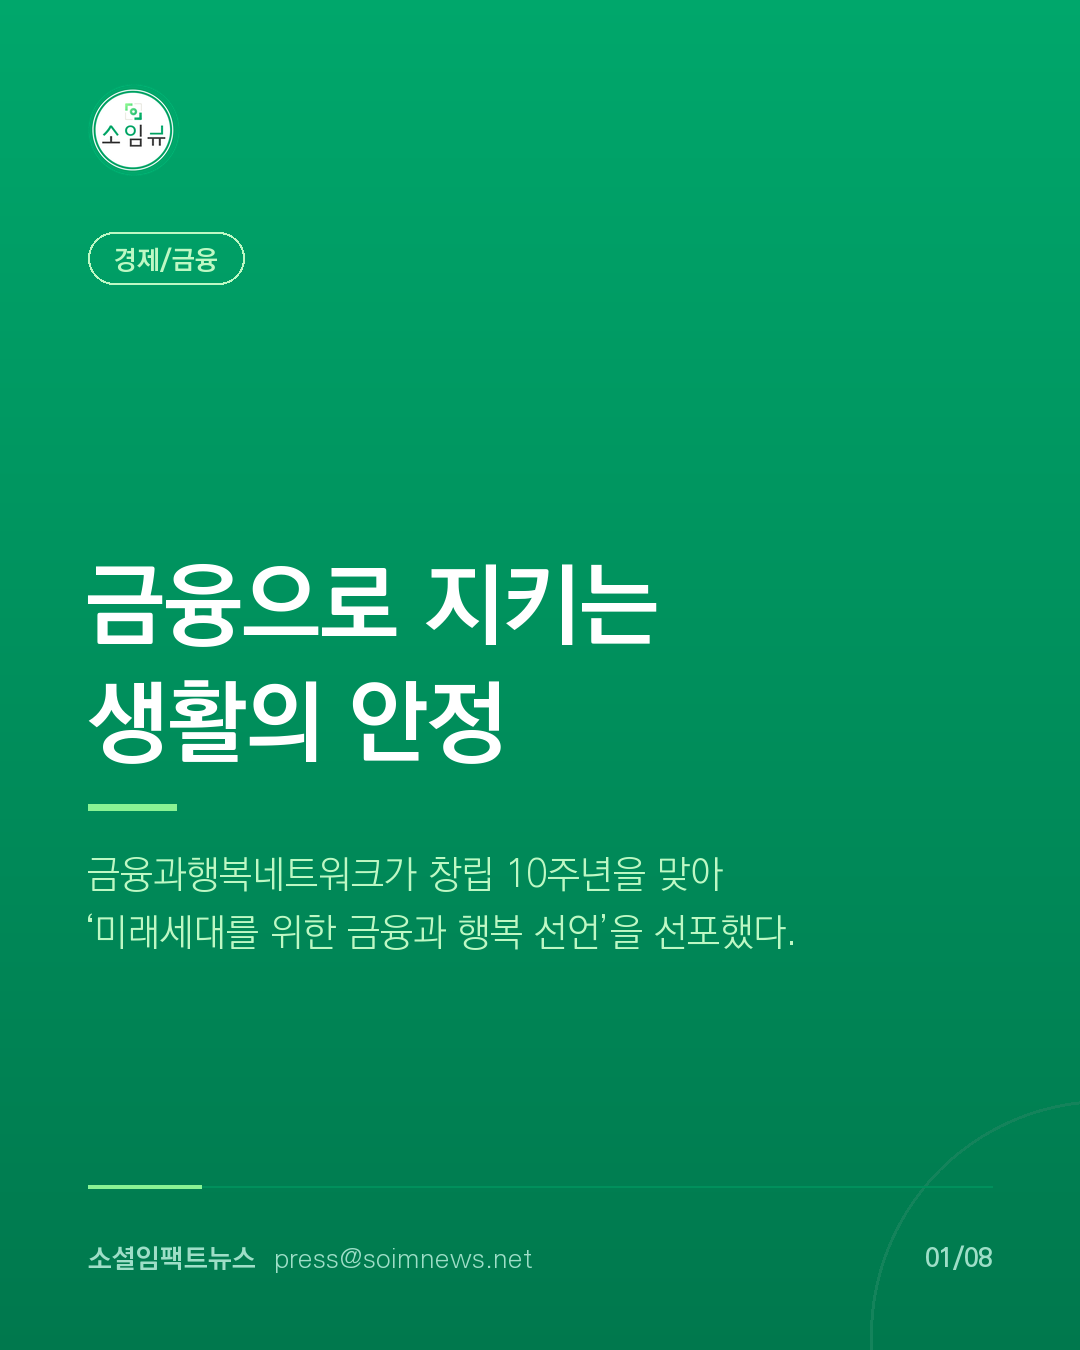 소임뉴
경제/금융
금융으로 지키는
생활의 안정
금융과행복네트워크가 창립 10주년을 맞아
‘미래세대를 위한 금융과 행복 선언’을 선포했다.
소셜임팩트뉴스 press@soimnews.net
01/08